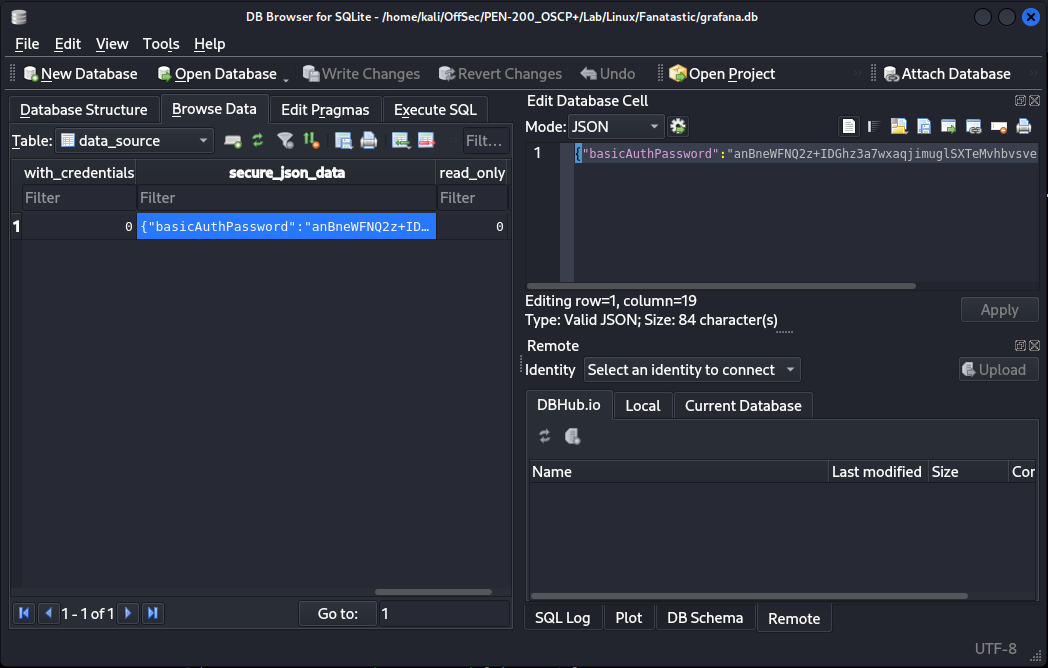 DB Browser for SQLite - /home/kali/OffSec/PEN-200_OSCP+/Lab/Linux/Fanatastic/grafana.db
File Edit View Tools Help
New Database Open Database Write Changes Revert Changes Undo Open Project Attach Database
Database Structure Browse Data Edit Pragmas Execute SQL
Table: data_source Filt...
with_credentials secure_json_data read_only
Filter Filter Filter
1 0 {"basicAuthPassword":"anBneWFNQ2z+ID... 0
1 - 1 of 1 Go to: 1
Edit Database Cell
Mode: JSON
1 {"basicAuthPassword":"anBneWFNQ2z+IDGhz3a7wxaqjimuglSXTeMvhbvsve
Editing row=1, column=19
Type: Valid JSON; Size: 84 character(s)
Apply
Remote
Identity Select an identity to connect Upload
DBHub.io Local Current Database
Name Last modified Size Cor
SQL Log Plot DB Schema Remote
UTF-8